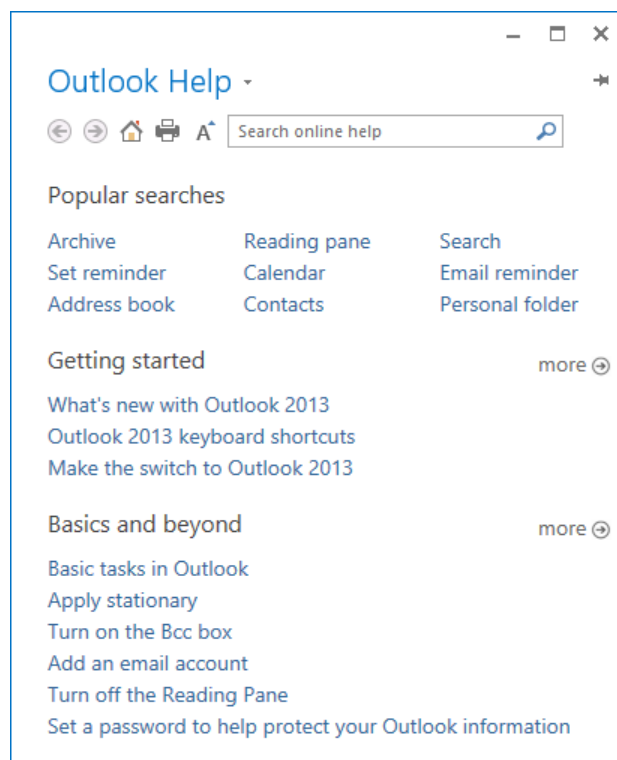 Outlook Help
A
Search online help
Popular searches
Archive Reading pane Search
Set reminder Calendar Email reminder
Address book Contacts Personal folder
Getting started more
What's new with Outlook 2013
Outlook 2013 keyboard shortcuts
Make the switch to Outlook 2013
Basics and beyond more
Basic tasks in Outlook
Apply stationary
Turn on the Bcc box
Add an email account
Turn off the Reading Pane
Set a password to help protect your Outlook information